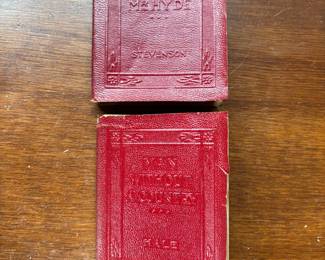 MR HYDE
STEVENSON
MAN
WITHOUT
A COUNTRY
HALE